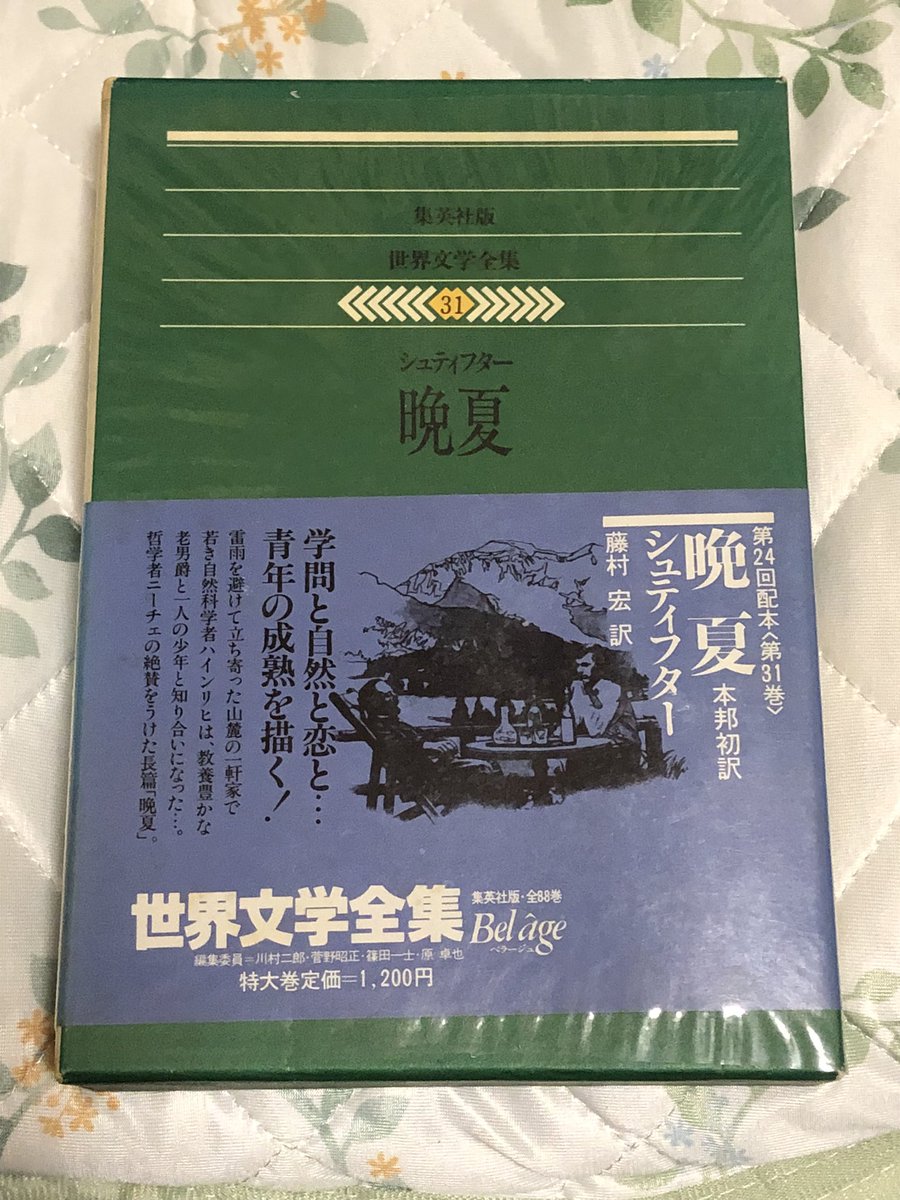 集英社版
世界文学全集
31
シュティフター
晩夏
第24回配本〈第31巻〉
晩夏 本邦初訳
シュティフター
藤村 宏 訳
学問と自然と恋と…
青年の成熟を描く!
雷雨を避けて立ち寄った山麓の一軒家で
若き自然科学者ハインリヒは、教養豊かな
老男爵と一人の少年と知り合いになった…。
哲学者ニーチェの絶賛をうけた長篇「晩夏」。
世界文学全集
集英社版・全88巻
Bel âge
ベラージュ
編集委員=川村二郎・菅野昭正・篠田一士・原 卓也
特大巻定価=1,200円